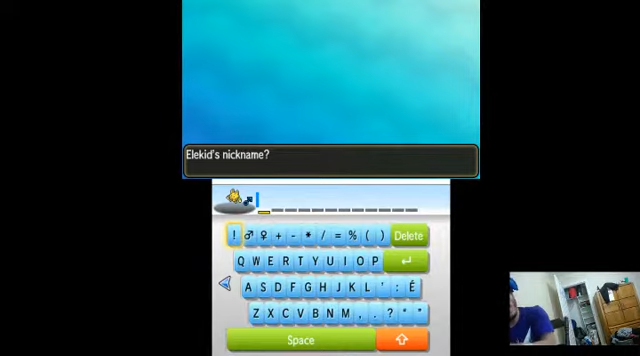 Elekid's nickname?
! ♂ ♀ + - * / = % ( ) Delete
Q W E R T Y U I O P
A S D F G H J K L ' : É
Z X C V B N M , . ? " "
Space